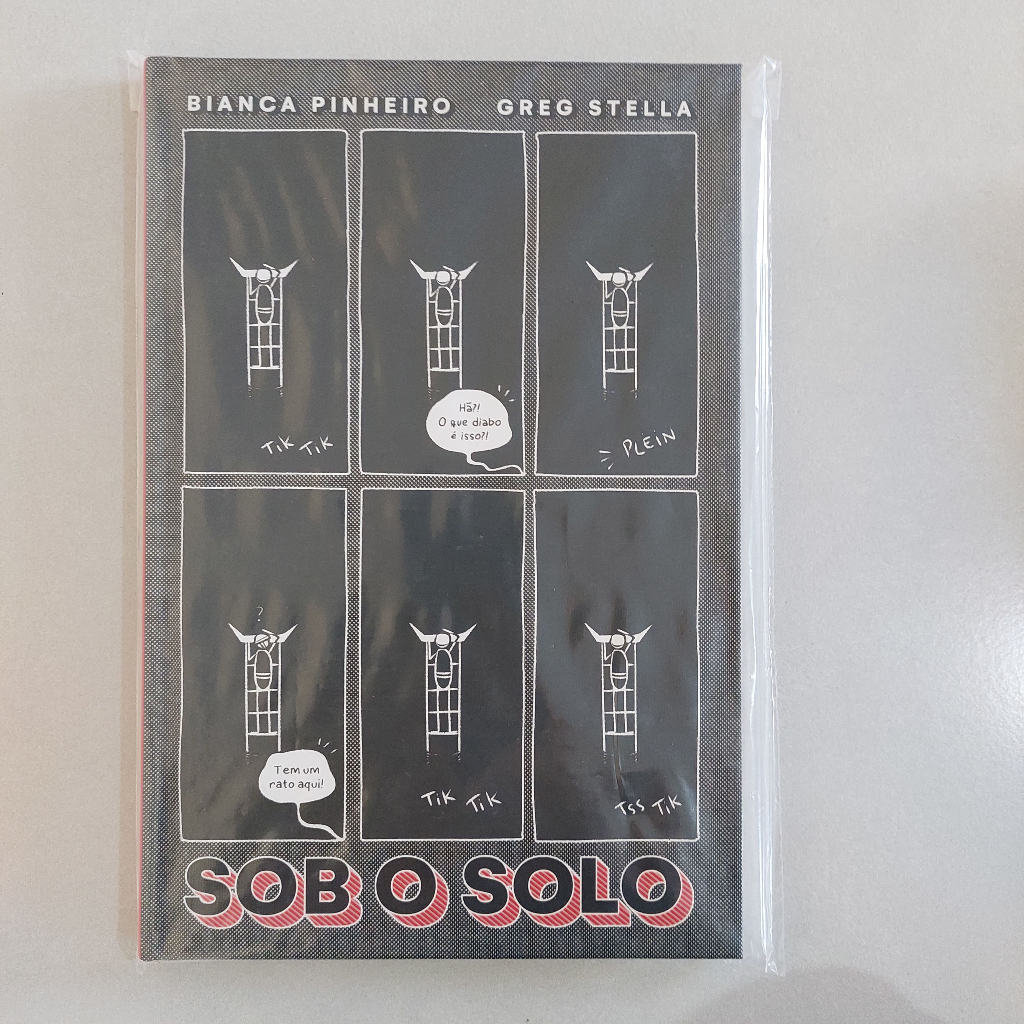 BIANCA PINHEIRO GREG STELLA
TIK TIK
Hã?!
O que diabo
é isso?!
PLEIN
?
Tem um
rato aqui!
TIK TIK
TSS TIK
SOB O SOLO